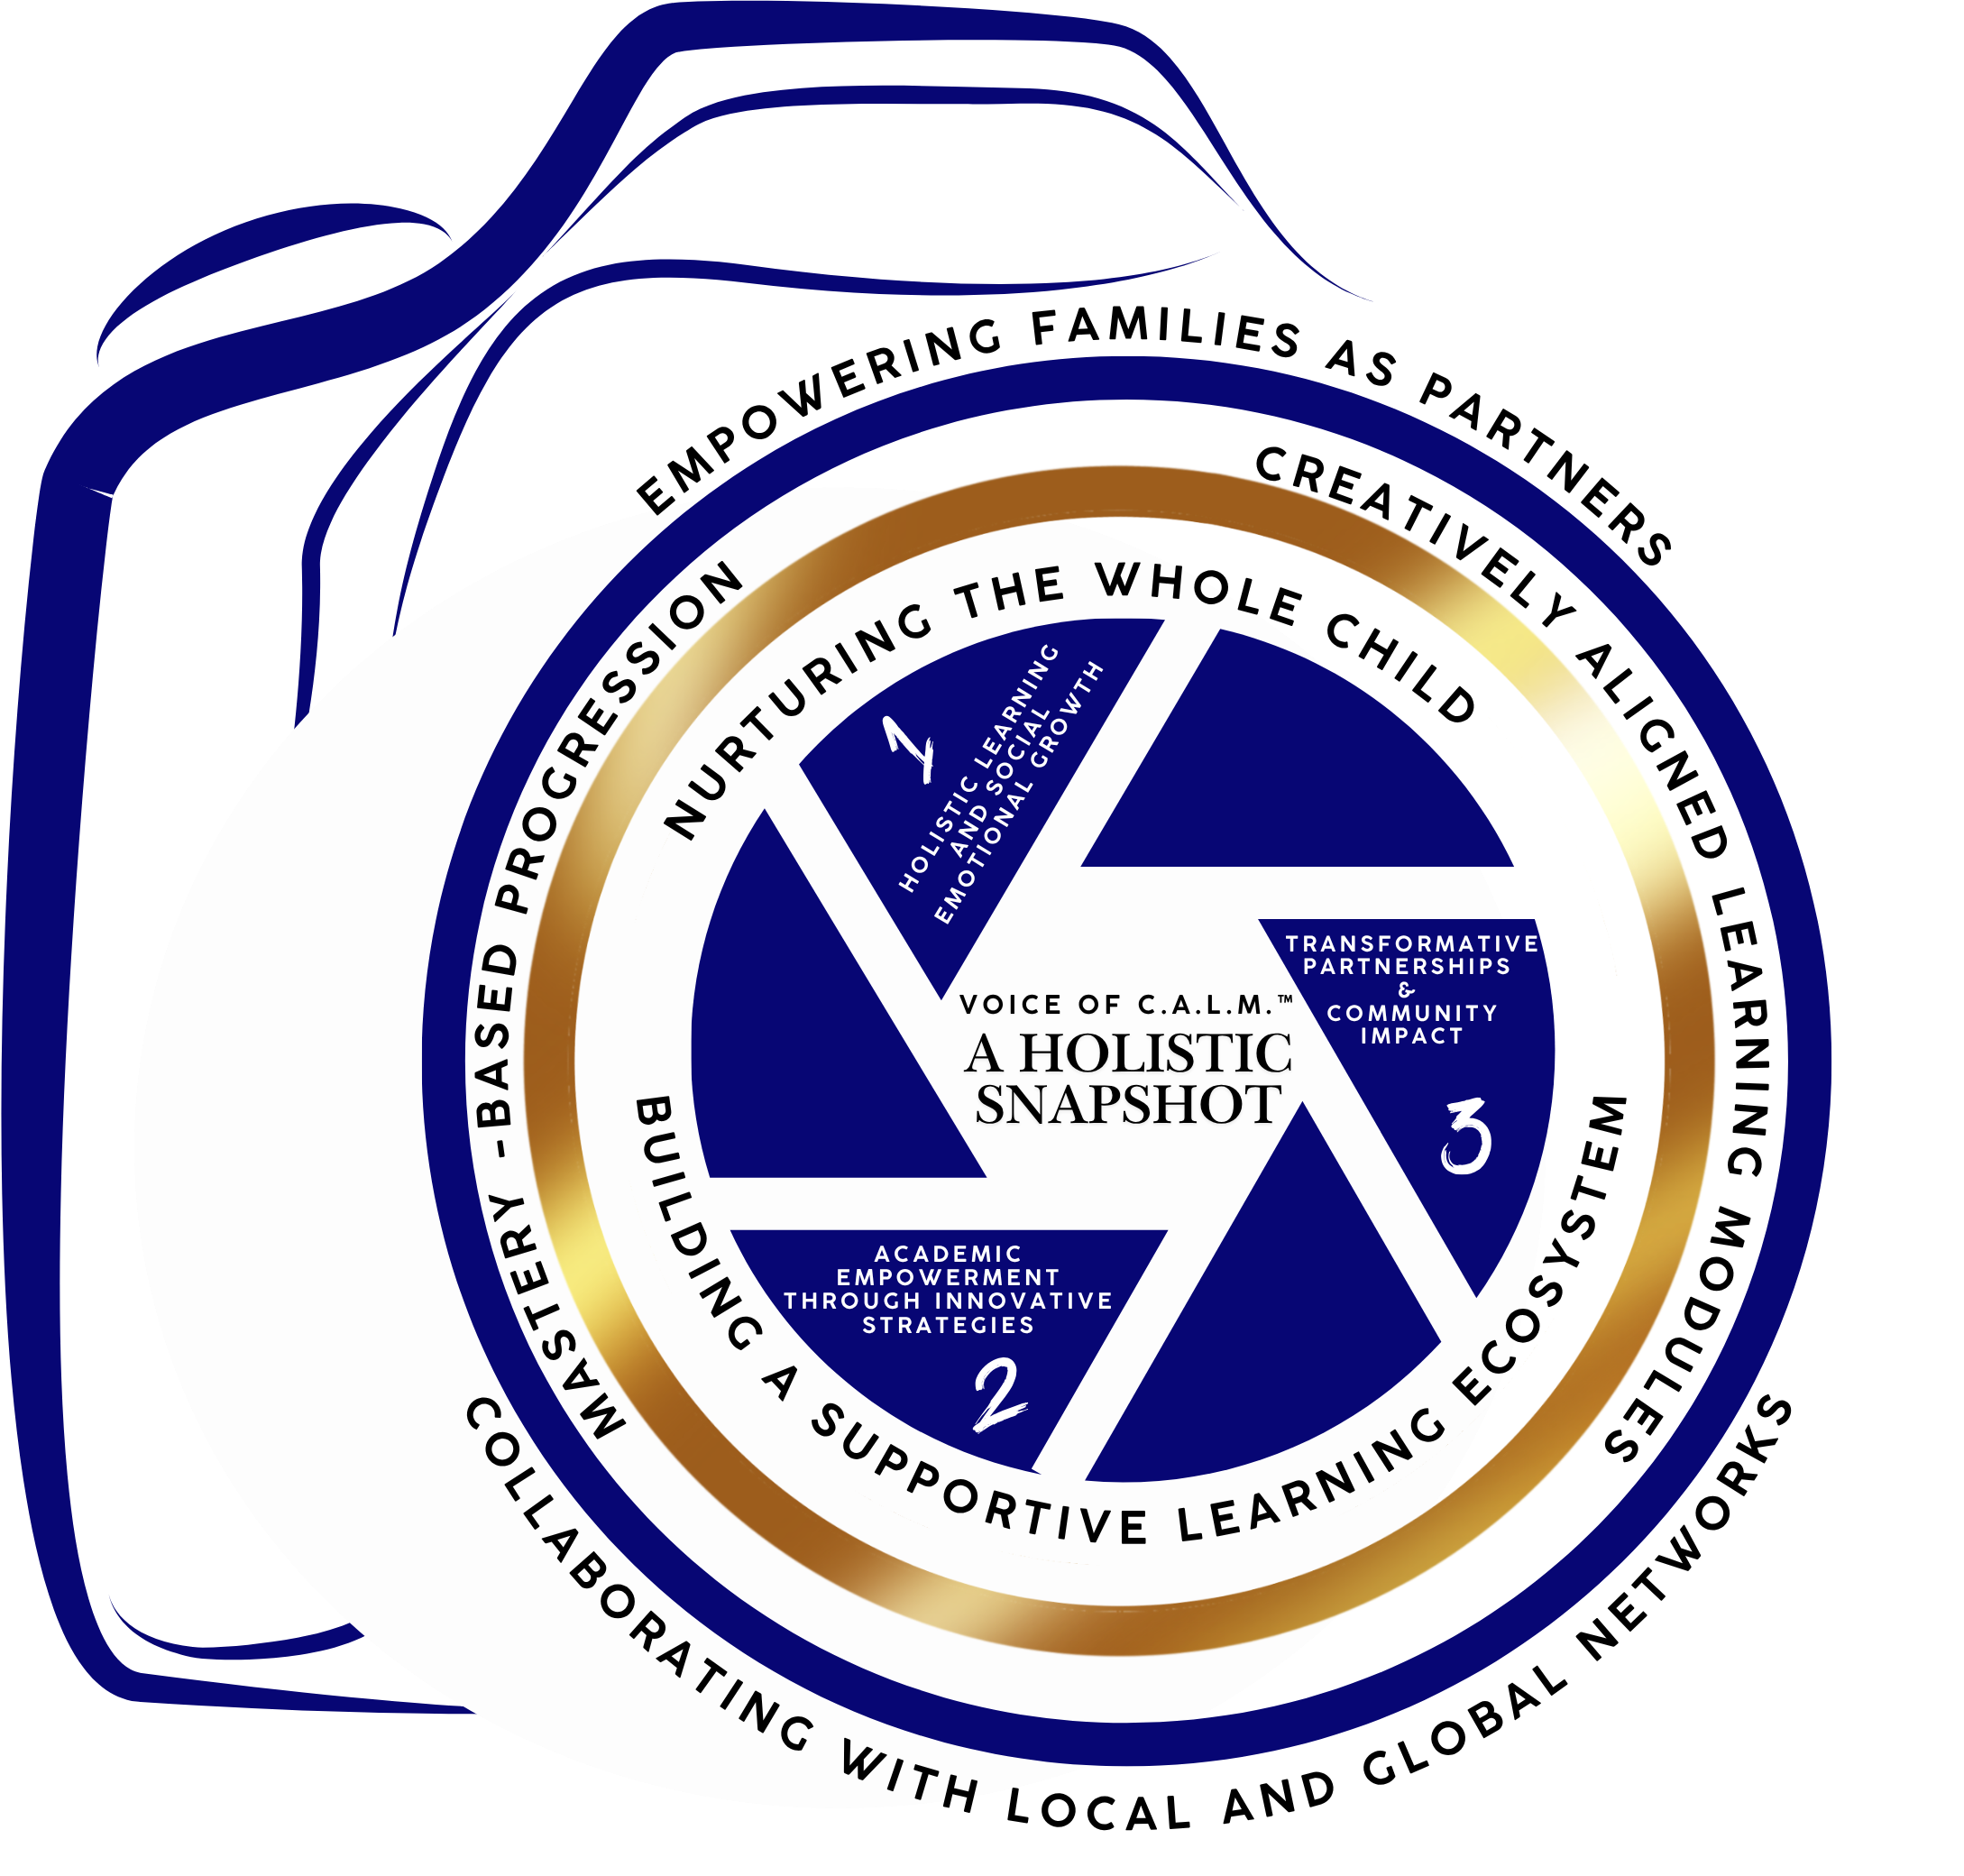 EMPOWERING FAMILIES AS PARTNERS
CREATIVELY ALIGNED LEARNING MODULES
MASTERY -BASED PROGRESSION
NURTURING THE WHOLE CHILD
1
HOLISTIC LEARNING
AND SOCIAL
EMOTIONAL GROWTH
TRANSFORMATIVE
PARTNERSHIPS
&
COMMUNITY
IMPACT
3
VOICE OF C.A.L.M.™
A HOLISTIC
SNAPSHOT
ACADEMIC
EMPOWERMENT
THROUGH INNOVATIVE
STRATEGIES
2
BUILDING A SUPPORTIVE LEARNING ECOSYSTEM
COLLABORATING WITH LOCAL AND GLOBAL NETWORKS